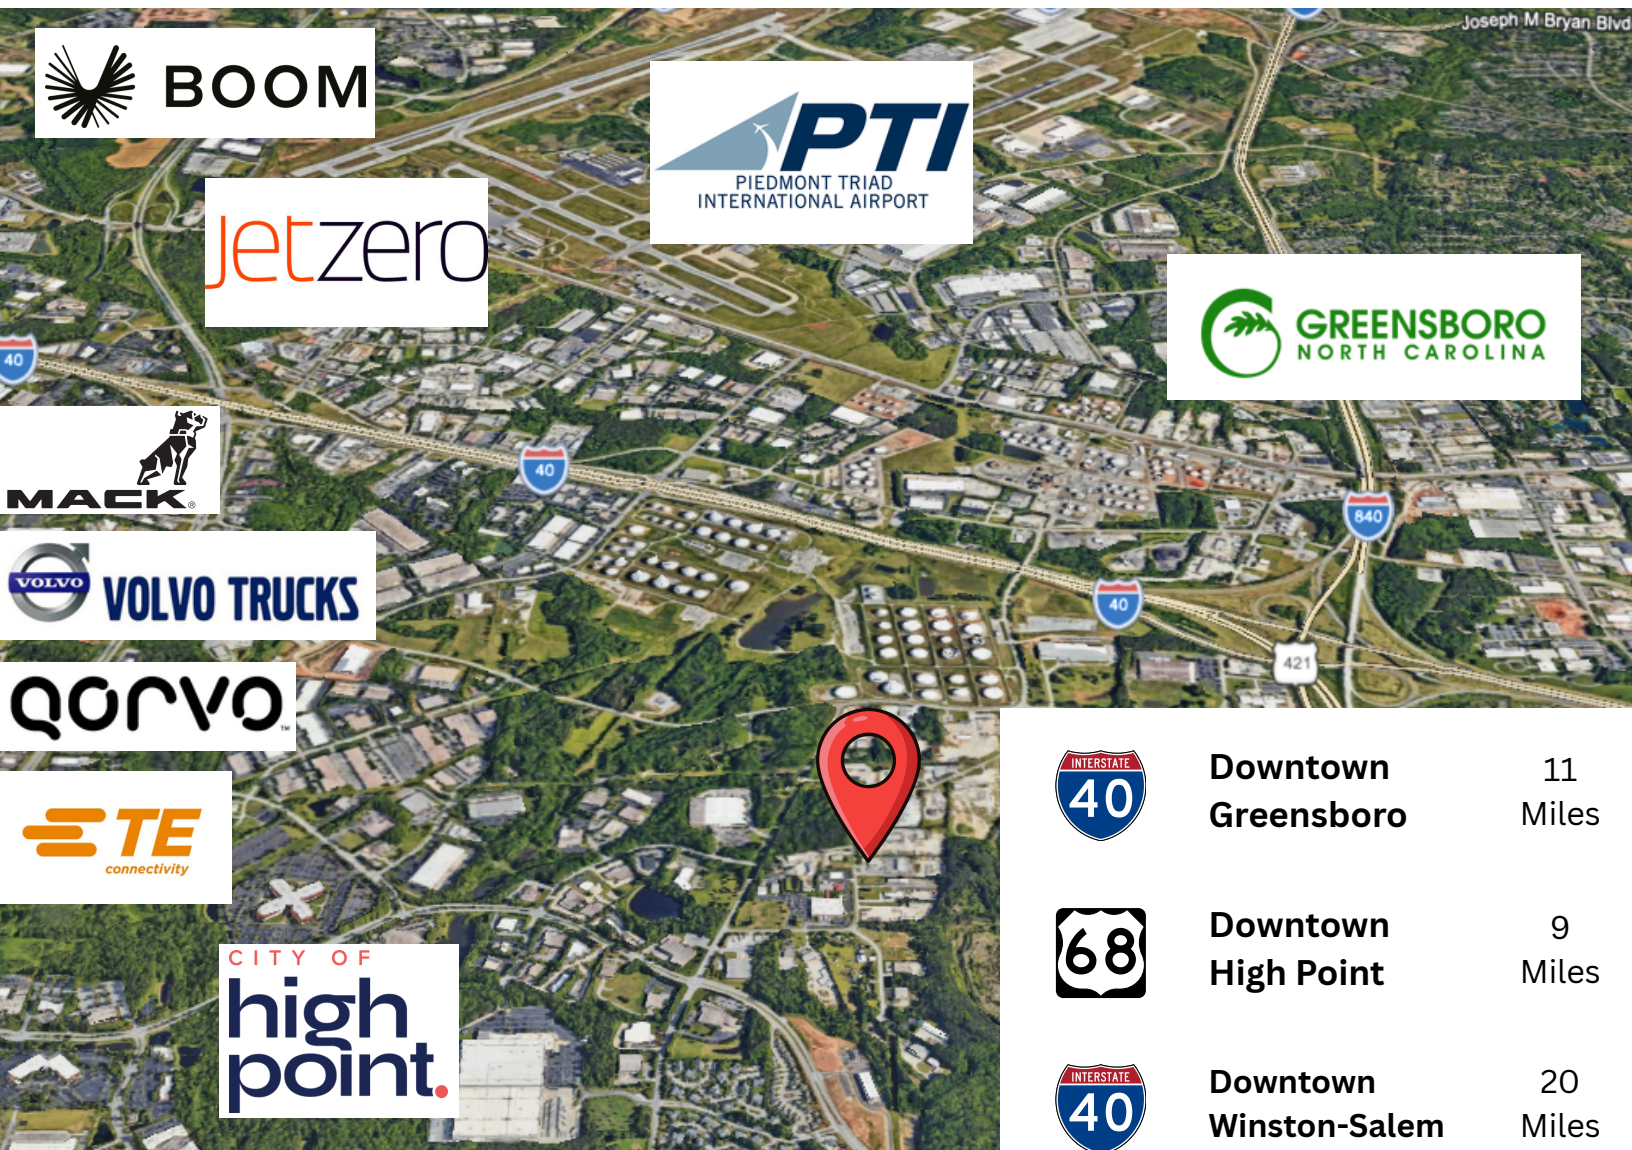 Joseph M Bryan Blvd
BOOM
PTI
PIEDMONT TRIAD
INTERNATIONAL AIRPORT
Jetzero
GREENSBORO
NORTH CAROLINA
40
MACK®
40
840
VOLVO
VOLVO TRUCKS
40
421
QORVO™
TE
connectivity
CITY OF
high
point.
INTERSTATE
40
Downtown
Greensboro
11
Miles
68
Downtown
High Point
9
Miles
INTERSTATE
40
Downtown
Winston-Salem
20
Miles